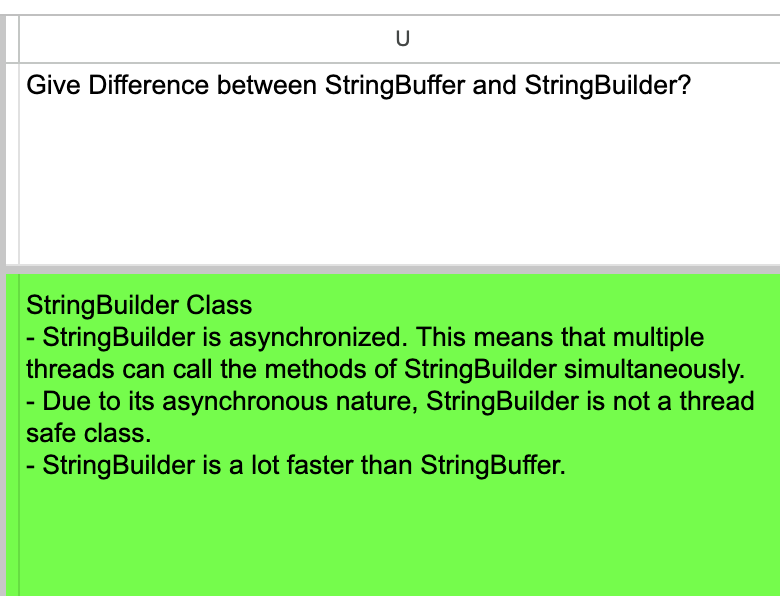 U
Give Difference between StringBuffer and StringBuilder?
StringBuilder Class
- StringBuilder is asynchronized. This means that multiple
threads can call the methods of StringBuilder simultaneously.
- Due to its asynchronous nature, StringBuilder is not a thread
safe class.
- StringBuilder is a lot faster than StringBuffer.